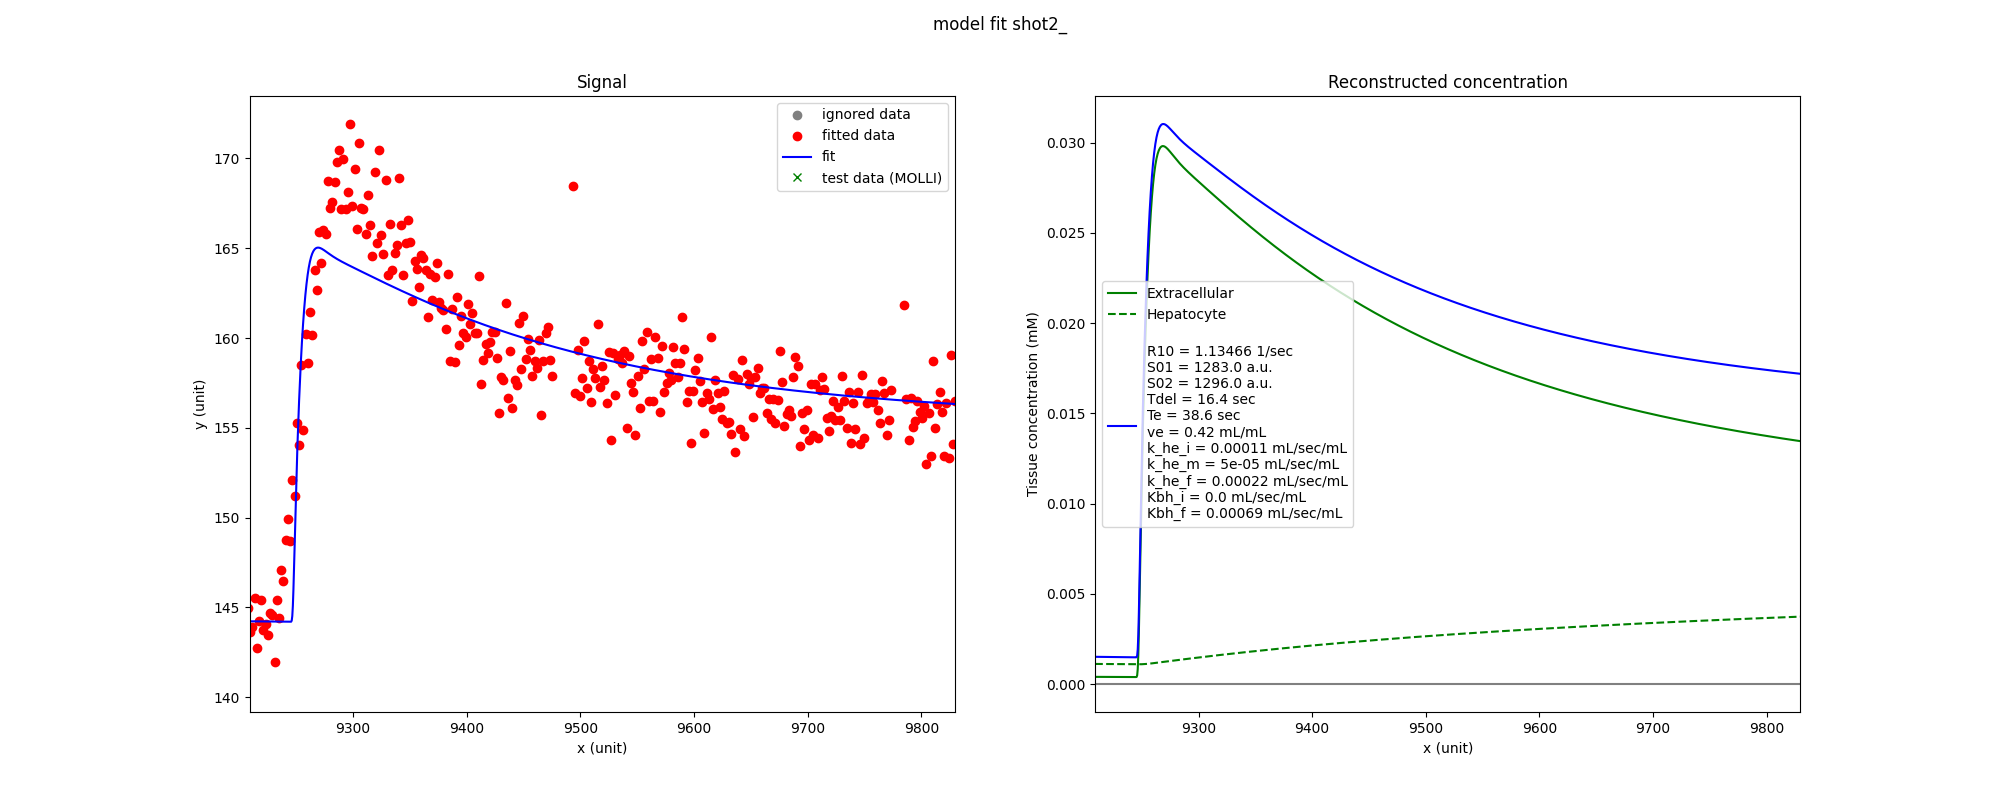 model fit shot2_
Signal
170
165
160
155
150
145
140
y (unit)
9300 9400 9500 9600 9700 9800
x (unit)
ignored data
fitted data
fit
test data (MOLLI)
Reconstructed concentration
0.030
0.025
0.020
0.015
0.010
0.005
0.000
Tissue concentration (mM)
9300 9400 9500 9600 9700 9800
x (unit)
Extracellular
Hepatocyte
R10 = 1.13466 1/sec
S01 = 1283.0 a.u.
S02 = 1296.0 a.u.
Tdel = 16.4 sec
Te = 38.6 sec
ve = 0.42 mL/mL
k_he_i = 0.00011 mL/sec/mL
k_he_m = 5e-05 mL/sec/mL
k_he_f = 0.00022 mL/sec/mL
Kbh_i = 0.0 mL/sec/mL
Kbh_f = 0.00069 mL/sec/mL